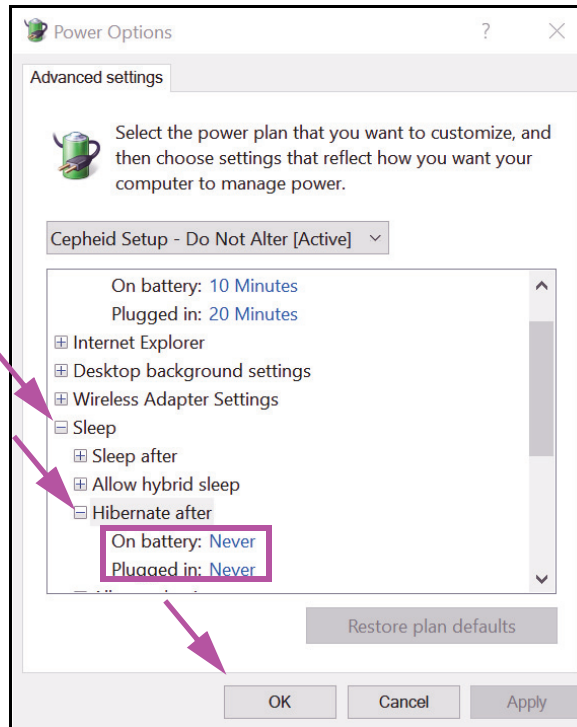 Power Options
Advanced settings
Select the power plan that you want to customize, and
then choose settings that reflect how you want your
computer to manage power.
Cepheid Setup - Do Not Alter [Active]
On battery: 10 Minutes
Plugged in: 20 Minutes
Internet Explorer
Desktop background settings
Wireless Adapter Settings
Sleep
Sleep after
Allow hybrid sleep
Hibernate after
On battery: Never
Plugged in: Never
Restore plan defaults
OK Cancel Apply